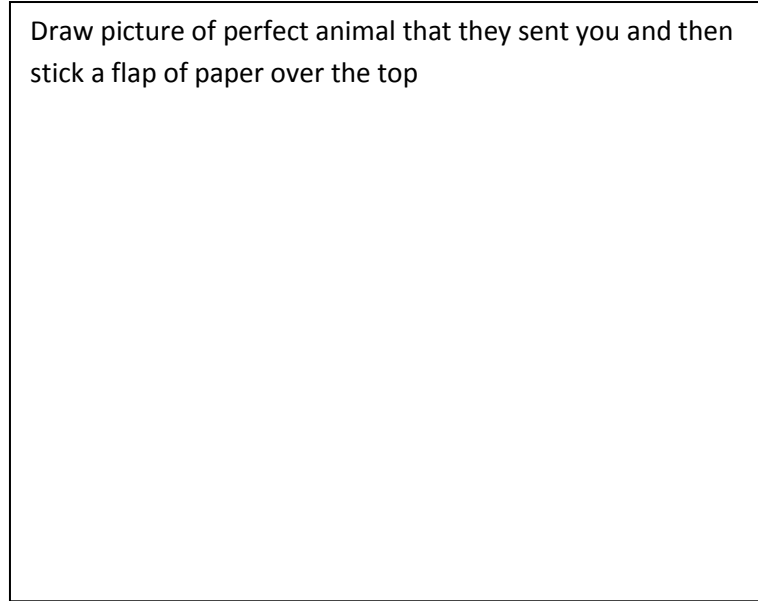 Draw picture of perfect animal that they sent you and then
stick a flap of paper over the top